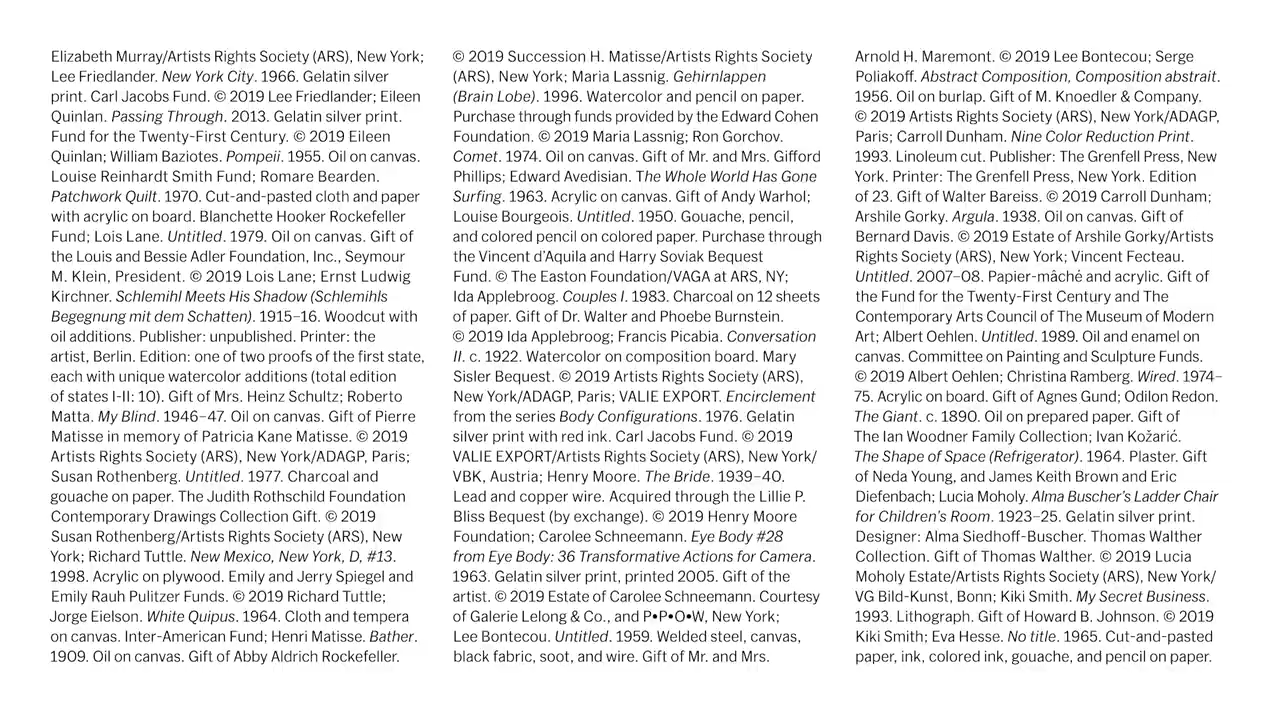 Elizabeth Murray/Artists Rights Society (ARS), New York;
Lee Friedlander. New York City. 1966. Gelatin silver
print. Carl Jacobs Fund. © 2019 Lee Friedlander; Eileen
Quinlan. Passing Through. 2013. Gelatin silver print.
Fund for the Twenty-First Century. © 2019 Eileen
Quinlan; William Baziotes. Pompeii. 1955. Oil on canvas.
Louise Reinhardt Smith Fund; Romare Bearden.
Patchwork Quilt. 1970. Cut-and-pasted cloth and paper
with acrylic on board. Blanchette Hooker Rockefeller
Fund; Lois Lane. Untitled. 1979. Oil on canvas. Gift of
the Louis and Bessie Adler Foundation, Inc., Seymour
M. Klein, President. © 2019 Lois Lane; Ernst Ludwig
Kirchner. Schlemihl Meets His Shadow (Schlemihls
Begegnung mit dem Schatten). 1915–16. Woodcut with
oil additions. Publisher: unpublished. Printer: the
artist, Berlin. Edition: one of two proofs of the first state,
each with unique watercolor additions (total edition
of states I-II: 10). Gift of Mrs. Heinz Schultz; Roberto
Matta. My Blind. 1946–47. Oil on canvas. Gift of Pierre
Matisse in memory of Patricia Kane Matisse. © 2019
Artists Rights Society (ARS), New York/ADAGP, Paris;
Susan Rothenberg. Untitled. 1977. Charcoal and
gouache on paper. The Judith Rothschild Foundation
Contemporary Drawings Collection Gift. © 2019
Susan Rothenberg/Artists Rights Society (ARS), New
York; Richard Tuttle. New Mexico, New York, D, #13.
1998. Acrylic on plywood. Emily and Jerry Spiegel and
Emily Rauh Pulitzer Funds. © 2019 Richard Tuttle;
Jorge Eielson. White Quipus. 1964. Cloth and tempera
on canvas. Inter-American Fund; Henri Matisse. Bather.
1909. Oil on canvas. Gift of Abby Aldrich Rockefeller.
© 2019 Succession H. Matisse/Artists Rights Society
(ARS), New York; Maria Lassnig. Gehirnlappen
(Brain Lobe). 1996. Watercolor and pencil on paper.
Purchase through funds provided by the Edward Cohen
Foundation. © 2019 Maria Lassnig; Ron Gorchov.
Comet. 1974. Oil on canvas. Gift of Mr. and Mrs. Gifford
Phillips; Edward Avedisian. The Whole World Has Gone
Surfing. 1963. Acrylic on canvas. Gift of Andy Warhol;
Louise Bourgeois. Untitled. 1950. Gouache, pencil,
and colored pencil on colored paper. Purchase through
the Vincent d'Aquila and Harry Soviak Bequest
Fund. © The Easton Foundation/VAGA at ARS, NY;
Ida Applebroog. Couples I. 1983. Charcoal on 12 sheets
of paper. Gift of Dr. Walter and Phoebe Burnstein.
© 2019 Ida Applebroog; Francis Picabia. Conversation
II. c. 1922. Watercolor on composition board. Mary
Sisler Bequest. © 2019 Artists Rights Society (ARS),
New York/ADAGP, Paris; VALIE EXPORT. Encirclement
from the series Body Configurations. 1976. Gelatin
silver print with red ink. Carl Jacobs Fund. © 2019
VALIE EXPORT/Artists Rights Society (ARS), New York/
VBK, Austria; Henry Moore. The Bride. 1939–40.
Lead and copper wire. Acquired through the Lillie P.
Bliss Bequest (by exchange). © 2019 Henry Moore
Foundation; Carolee Schneemann. Eye Body #28
from Eye Body: 36 Transformative Actions for Camera.
1963. Gelatin silver print, printed 2005. Gift of the
artist. © 2019 Estate of Carolee Schneemann. Courtesy
of Galerie Lelong & Co., and P•P•O•W, New York;
Lee Bontecou. Untitled. 1959. Welded steel, canvas,
black fabric, soot, and wire. Gift of Mr. and Mrs.
Arnold H. Maremont. © 2019 Lee Bontecou; Serge
Poliakoff. Abstract Composition, Composition abstrait.
1956. Oil on burlap. Gift of M. Knoedler & Company.
© 2019 Artists Rights Society (ARS), New York/ADAGP,
Paris; Carroll Dunham. Nine Color Reduction Print.
1993. Linoleum cut. Publisher: The Grenfell Press, New
York. Printer: The Grenfell Press, New York. Edition
of 23. Gift of Walter Bareiss. © 2019 Carroll Dunham;
Arshile Gorky. Argula. 1938. Oil on canvas. Gift of
Bernard Davis. © 2019 Estate of Arshile Gorky/Artists
Rights Society (ARS), New York; Vincent Fecteau.
Untitled. 2007–08. Papier-mâché and acrylic. Gift of
the Fund for the Twenty-First Century and The
Contemporary Arts Council of The Museum of Modern
Art; Albert Oehlen. Untitled. 1989. Oil and enamel on
canvas. Committee on Painting and Sculpture Funds.
© 2019 Albert Oehlen; Christina Ramberg. Wired. 1974–
75. Acrylic on board. Gift of Agnes Gund; Odilon Redon.
The Giant. c. 1890. Oil on prepared paper. Gift of
The Ian Woodner Family Collection; Ivan Kožarić.
The Shape of Space (Refrigerator). 1964. Plaster. Gift
of Neda Young, and James Keith Brown and Eric
Diefenbach; Lucia Moholy. Alma Buscher's Ladder Chair
for Children's Room. 1923–25. Gelatin silver print.
Designer: Alma Siedhoff-Buscher. Thomas Walther
Collection. Gift of Thomas Walther. © 2019 Lucia
Moholy Estate/Artists Rights Society (ARS), New York/
VG Bild-Kunst, Bonn; Kiki Smith. My Secret Business.
1993. Lithograph. Gift of Howard B. Johnson. © 2019
Kiki Smith; Eva Hesse. No title. 1965. Cut-and-pasted
paper, ink, colored ink, gouache, and pencil on paper.